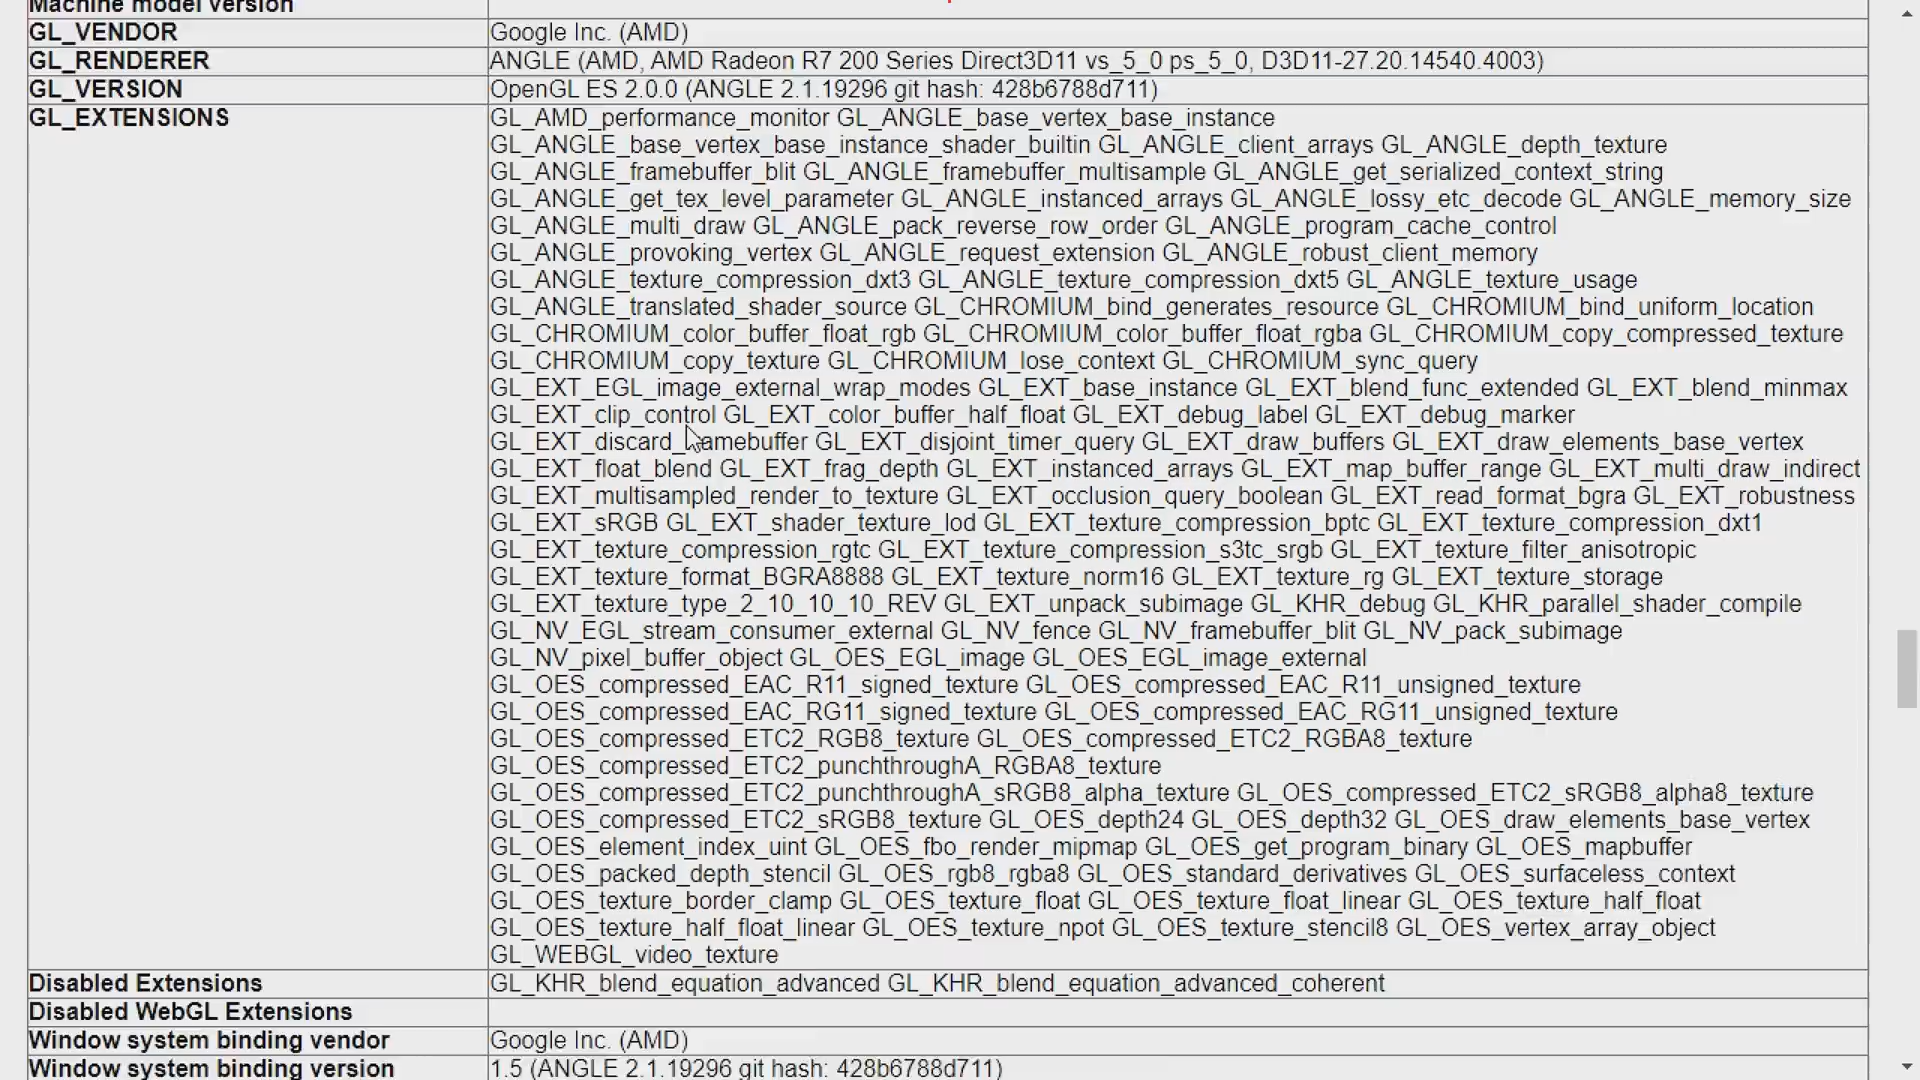 Machine model version
GL_VENDOR Google Inc. (AMD)
GL_RENDERER ANGLE (AMD, AMD Radeon R7 200 Series Direct3D11 vs_5_0 ps_5_0, D3D11-27.20.14540.4003)
GL_VERSION OpenGL ES 2.0.0 (ANGLE 2.1.19296 git hash: 428b6788d711)
GL_EXTENSIONS GL_AMD_performance_monitor GL_ANGLE_base_vertex_base_instance
GL_ANGLE_base_vertex_base_instance_shader_builtin GL_ANGLE_client_arrays GL_ANGLE_depth_texture
GL_ANGLE_framebuffer_blit GL_ANGLE_framebuffer_multisample GL_ANGLE_get_serialized_context_string
GL_ANGLE_get_tex_level_parameter GL_ANGLE_instanced_arrays GL_ANGLE_lossy_etc_decode GL_ANGLE_memory_size
GL_ANGLE_multi_draw GL_ANGLE_pack_reverse_row_order GL_ANGLE_program_cache_control
GL_ANGLE_provoking_vertex GL_ANGLE_request_extension GL_ANGLE_robust_client_memory
GL_ANGLE_texture_compression_dxt3 GL_ANGLE_texture_compression_dxt5 GL_ANGLE_texture_usage
GL_ANGLE_translated_shader_source GL_CHROMIUM_bind_generates_resource GL_CHROMIUM_bind_uniform_location
GL_CHROMIUM_color_buffer_float_rgb GL_CHROMIUM_color_buffer_float_rgba GL_CHROMIUM_copy_compressed_texture
GL_CHROMIUM_copy_texture GL_CHROMIUM_lose_context GL_CHROMIUM_sync_query
GL_EXT_EGL_image_external_wrap_modes GL_EXT_base_instance GL_EXT_blend_func_extended GL_EXT_blend_minmax
GL_EXT_clip_control GL_EXT_color_buffer_half_float GL_EXT_debug_label GL_EXT_debug_marker
GL_EXT_discard_framebuffer GL_EXT_disjoint_timer_query GL_EXT_draw_buffers GL_EXT_draw_elements_base_vertex
GL_EXT_float_blend GL_EXT_frag_depth GL_EXT_instanced_arrays GL_EXT_map_buffer_range GL_EXT_multi_draw_indirect
GL_EXT_multisampled_render_to_texture GL_EXT_occlusion_query_boolean GL_EXT_read_format_bgra GL_EXT_robustness
GL_EXT_sRGB GL_EXT_shader_texture_lod GL_EXT_texture_compression_bptc GL_EXT_texture_compression_dxt1
GL_EXT_texture_compression_rgtc GL_EXT_texture_compression_s3tc_srgb GL_EXT_texture_filter_anisotropic
GL_EXT_texture_format_BGRA8888 GL_EXT_texture_norm16 GL_EXT_texture_rg GL_EXT_texture_storage
GL_EXT_texture_type_2_10_10_10_REV GL_EXT_unpack_subimage GL_KHR_debug GL_KHR_parallel_shader_compile
GL_NV_EGL_stream_consumer_external GL_NV_fence GL_NV_framebuffer_blit GL_NV_pack_subimage
GL_NV_pixel_buffer_object GL_OES_EGL_image GL_OES_EGL_image_external
GL_OES_compressed_EAC_R11_signed_texture GL_OES_compressed_EAC_R11_unsigned_texture
GL_OES_compressed_EAC_RG11_signed_texture GL_OES_compressed_EAC_RG11_unsigned_texture
GL_OES_compressed_ETC2_RGB8_texture GL_OES_compressed_ETC2_RGBA8_texture
GL_OES_compressed_ETC2_punchthroughA_RGBA8_texture
GL_OES_compressed_ETC2_punchthroughA_sRGB8_alpha_texture GL_OES_compressed_ETC2_sRGB8_alpha8_texture
GL_OES_compressed_ETC2_sRGB8_texture GL_OES_depth24 GL_OES_depth32 GL_OES_draw_elements_base_vertex
GL_OES_element_index_uint GL_OES_fbo_render_mipmap GL_OES_get_program_binary GL_OES_mapbuffer
GL_OES_packed_depth_stencil GL_OES_rgb8_rgba8 GL_OES_standard_derivatives GL_OES_surfaceless_context
GL_OES_texture_border_clamp GL_OES_texture_float GL_OES_texture_float_linear GL_OES_texture_half_float
GL_OES_texture_half_float_linear GL_OES_texture_npot GL_OES_texture_stencil8 GL_OES_vertex_array_object
GL_WEBGL_video_texture
Disabled Extensions GL_KHR_blend_equation_advanced GL_KHR_blend_equation_advanced_coherent
Disabled WebGL Extensions
Window system binding vendor Google Inc. (AMD)
Window system binding version 1.5 (ANGLE 2.1.19296 git hash: 428b6788d711)